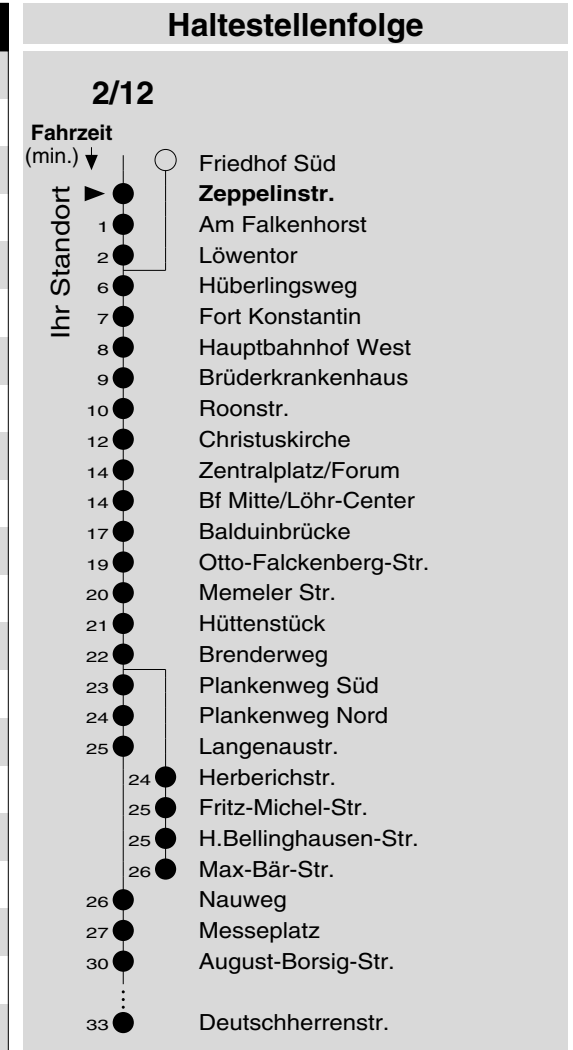 Haltestellenfolge
2/12
Fahrzeit
(min.)
Ihr Standort
Friedhof Süd
Zeppelinstr.
1 Am Falkenhorst
2 Löwentor
6 Hüberlingsweg
7 Fort Konstantin
8 Hauptbahnhof West
9 Brüderkrankenhaus
10 Roonstr.
12 Christuskirche
14 Zentralplatz/Forum
14 Bf Mitte/Löhr-Center
17 Balduinbrücke
19 Otto-Falckenberg-Str.
20 Memeler Str.
21 Hüttenstück
22 Brenderweg
23 Plankenweg Süd
24 Plankenweg Nord
25 Langenaustr.
24 Herberichstr.
25 Fritz-Michel-Str.
25 H.Bellinghausen-Str.
26 Max-Bär-Str.
26 Nauweg
27 Messeplatz
30 August-Borsig-Str.
33 Deutschherrenstr.